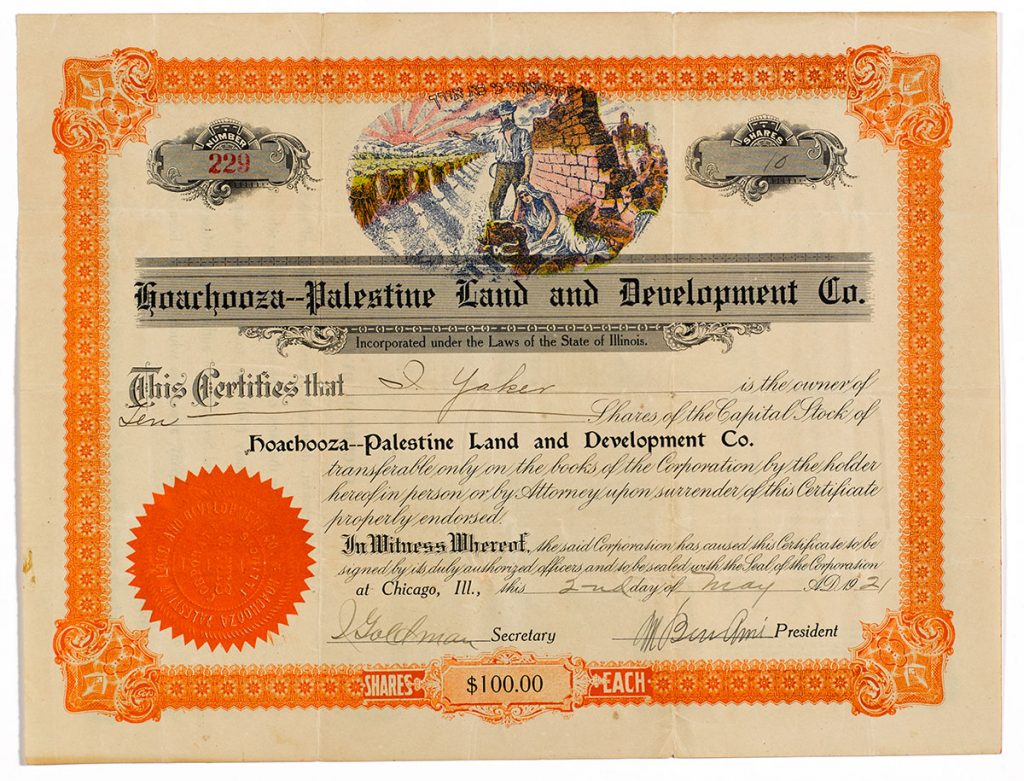 NUMBER
229
SHARES
10
Hoachooza--Palestine Land and Development Co.
Incorporated under the Laws of the State of Illinois.
This Certifies that I. Yaker is the owner of
Ten Shares of the Capital Stock of
Hoachooza--Palestine Land and Development Co.
transferable only on the books of the Corporation by the holder
hereof in person or by Attorney upon surrender of this Certificate
properly endorsed.
In Witness Whereof, the said Corporation has caused this Certificate to be
signed by its duly authorized officers and to be sealed with the Seal of the Corporation
at Chicago, Ill., this 2nd day of May A.D. 192
I Goldman Secretary M Ben Ami President
SHARES $100.00 EACH